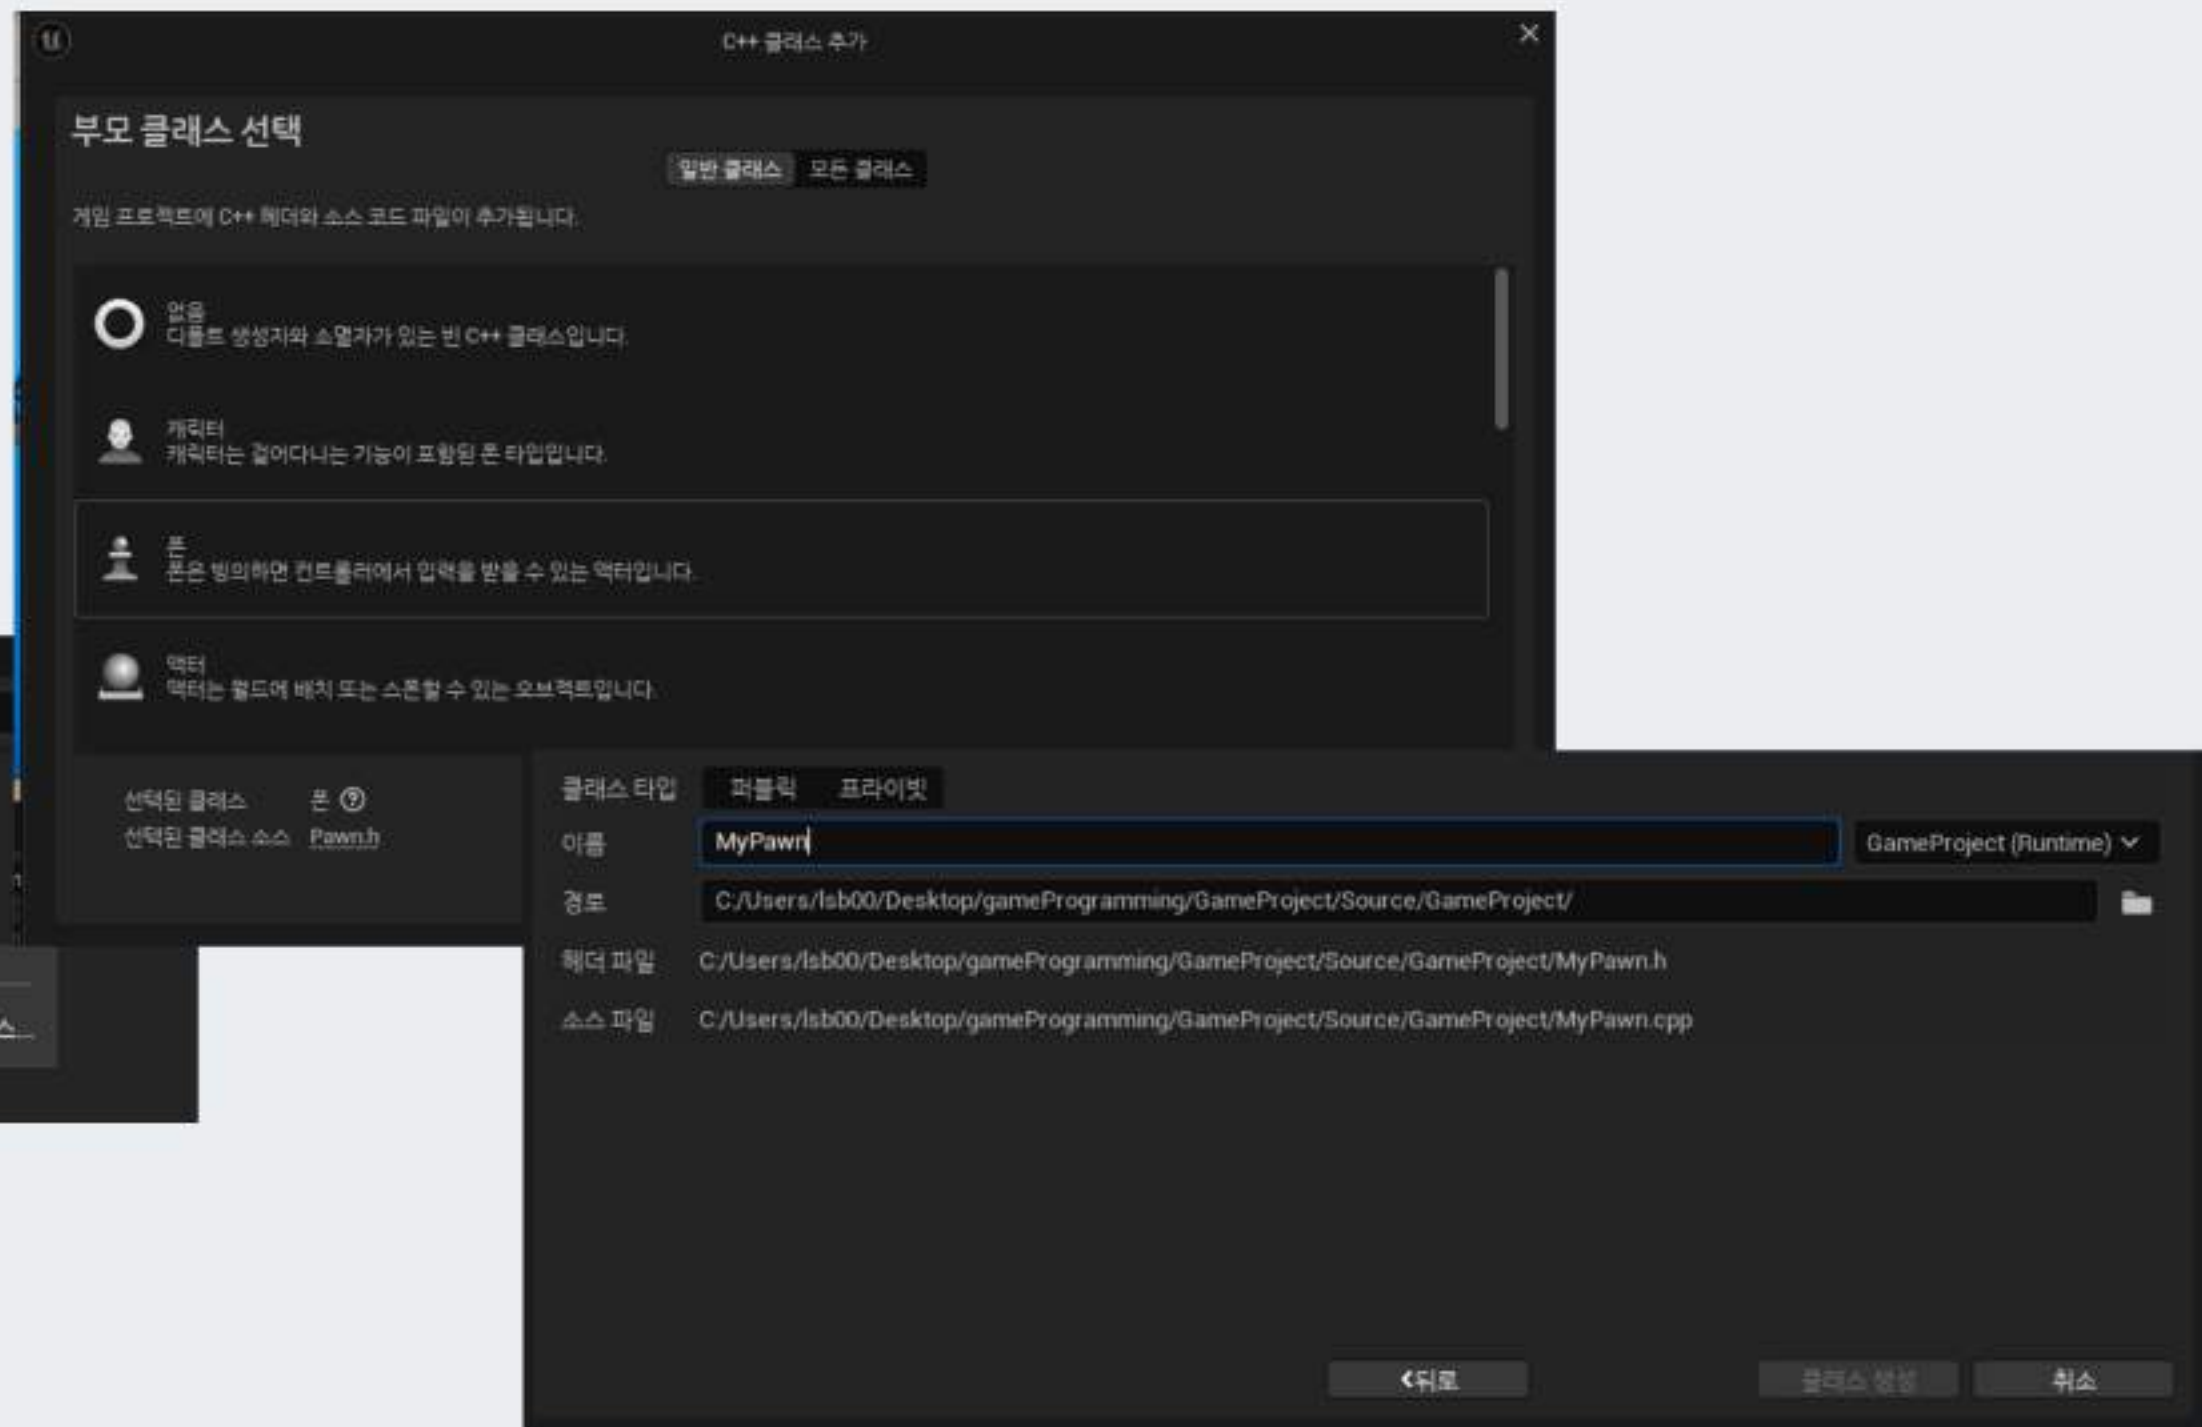 C++ 클래스 추가
부모 클래스 선택
일반 클래스 모든 클래스
게임 프로젝트에 C++ 헤더와 소스 코드 파일이 추가됩니다.
없음
디폴트 생성자와 소멸자가 있는 빈 C++ 클래스입니다.
캐릭터
캐릭터는 걸어다니는 기능이 포함된 폰 타입입니다.
폰
폰은 빙의하면 컨트롤러에서 입력을 받을 수 있는 액터입니다.
액터
액터는 월드에 배치 또는 스폰할 수 있는 오브젝트입니다.
선택된 클래스 폰
선택된 클래스 소스 Pawn.h
클래스 타입 퍼블릭 프라이빗
이름 MyPawn GameProject (Runtime)
경로 C:/Users/lsb00/Desktop/gameProgramming/GameProject/Source/GameProject/
헤더 파일 C:/Users/lsb00/Desktop/gameProgramming/GameProject/Source/GameProject/MyPawn.h
소스 파일 C:/Users/lsb00/Desktop/gameProgramming/GameProject/Source/GameProject/MyPawn.cpp
스...
<뒤로 클래스 생성 취소